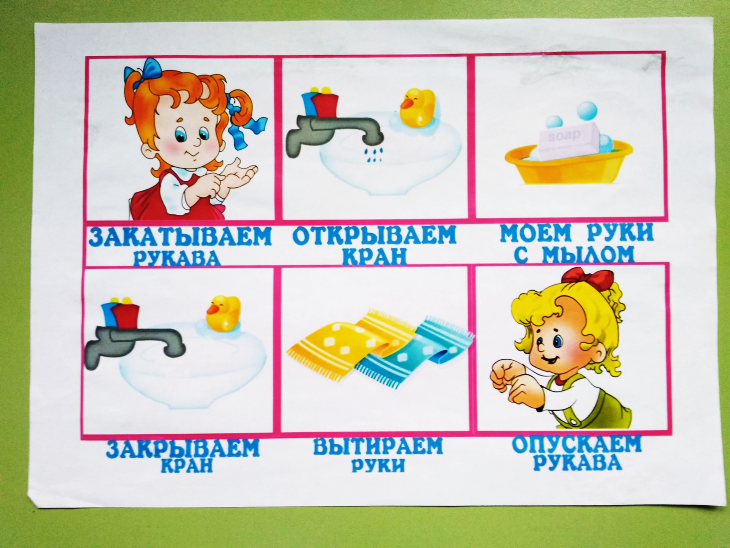 soap
ЗАКАТЫВАЕМ
РУКАВА
ОТКРЫВАЕМ
КРАН
МОЕМ РУКИ
С МЫЛОМ
ЗАКРЫВАЕМ
КРАН
ВЫТИРАЕМ
РУКИ
ОПУСКАЕМ
РУКАВА